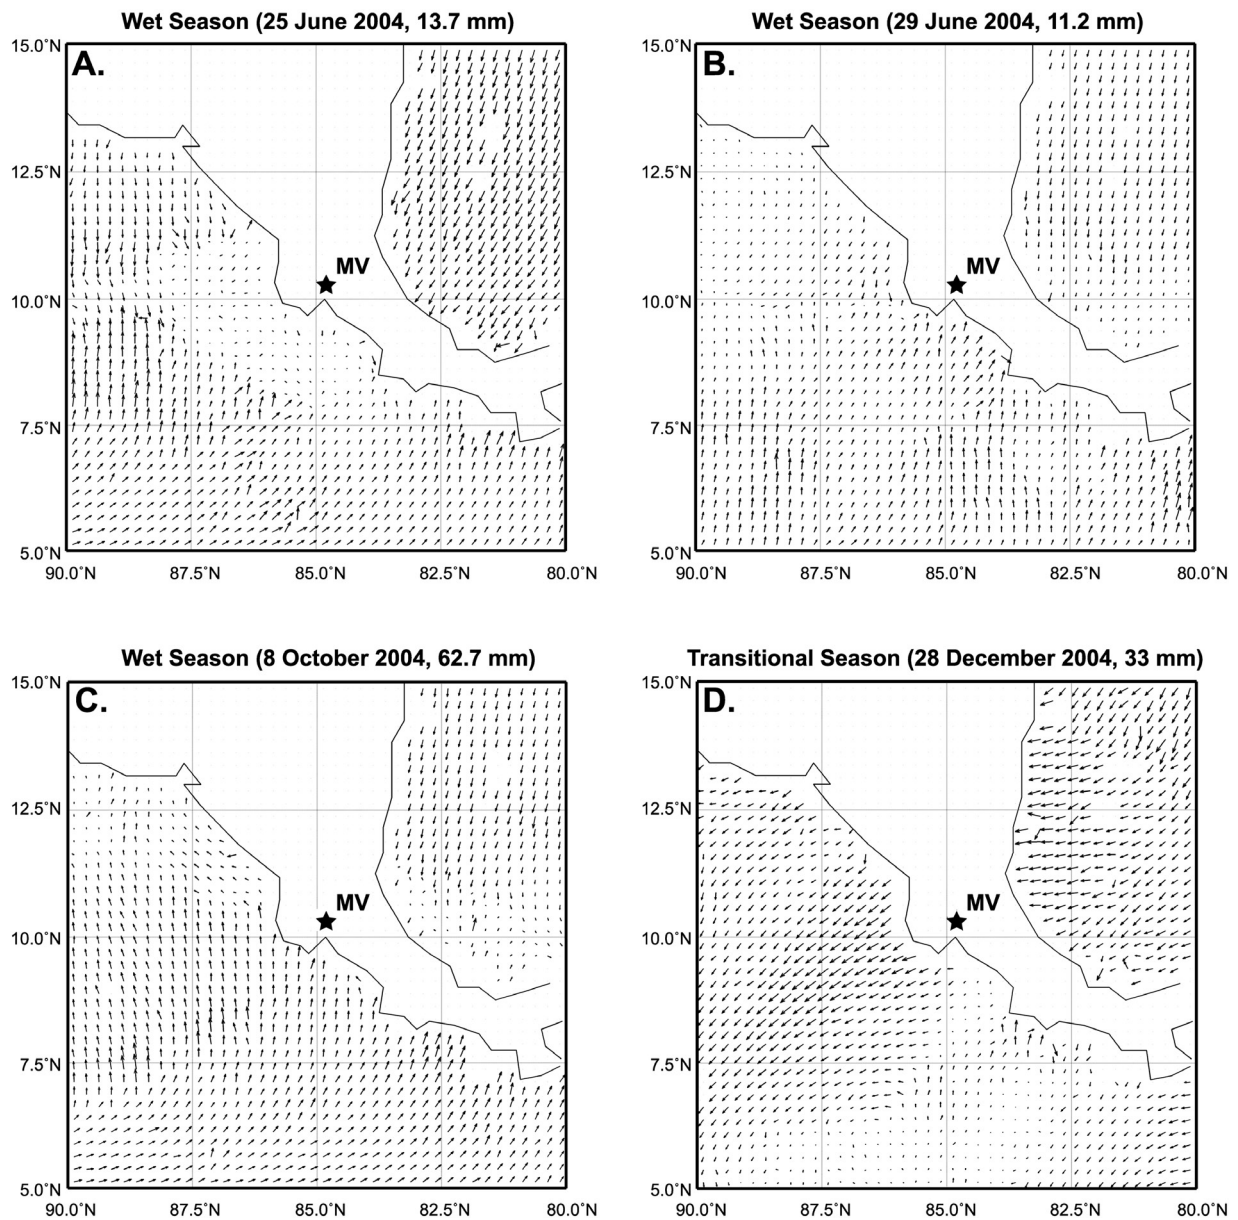 Wet Season (25 June 2004, 13.7 mm)
15.0°N
A.
12.5°N
MV
10.0°N
7.5°N
5.0°N
90.0°N 87.5°N 85.0°N 82.5°N 80.0°N
Wet Season (29 June 2004, 11.2 mm)
15.0°N
B.
12.5°N
MV
10.0°N
7.5°N
5.0°N
90.0°N 87.5°N 85.0°N 82.5°N 80.0°N
Wet Season (8 October 2004, 62.7 mm)
15.0°N
C.
12.5°N
MV
10.0°N
7.5°N
5.0°N
90.0°N 87.5°N 85.0°N 82.5°N 80.0°N
Transitional Season (28 December 2004, 33 mm)
15.0°N
D.
12.5°N
MV
10.0°N
7.5°N
5.0°N
90.0°N 87.5°N 85.0°N 82.5°N 80.0°N